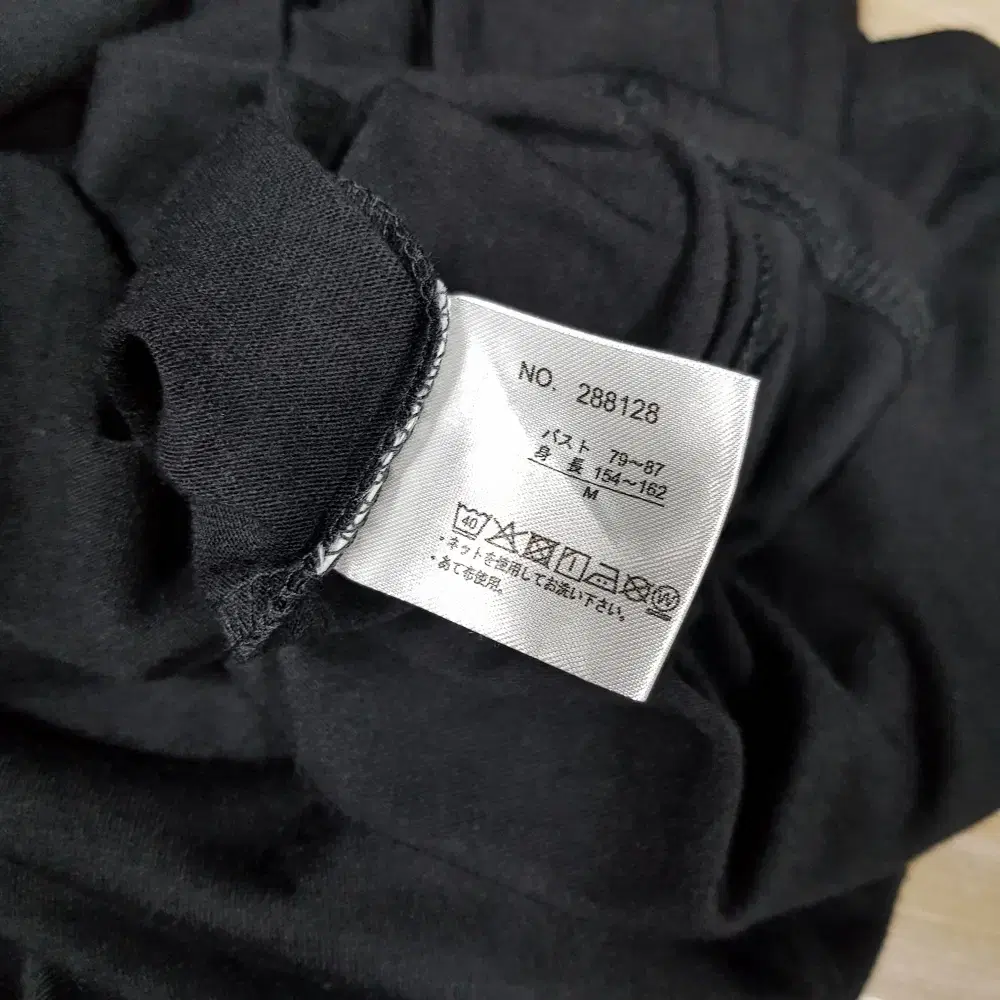 NO. 288128
バスト 79～87
身 長 154～162
M
40
*ネットを使用してお洗い下さい。
*あて布使用。